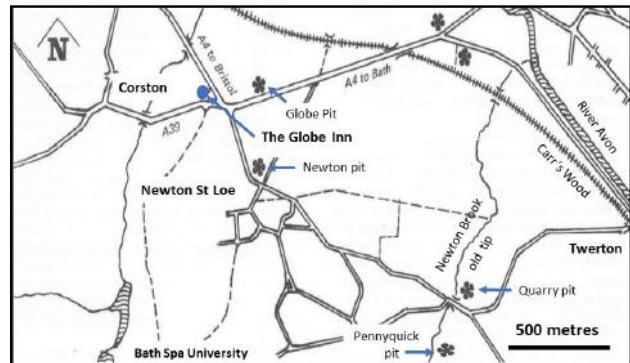 N
A4 to Bristol
A4 to Bath
Corston
Globe Pit
The Globe Inn
A39
River Avon
Newton pit
Carr's Wood
Newton St Loe
Newton Brook
old tip
Twerton
Quarry pit
Bath Spa University
Pennyquick
pit
500 metres